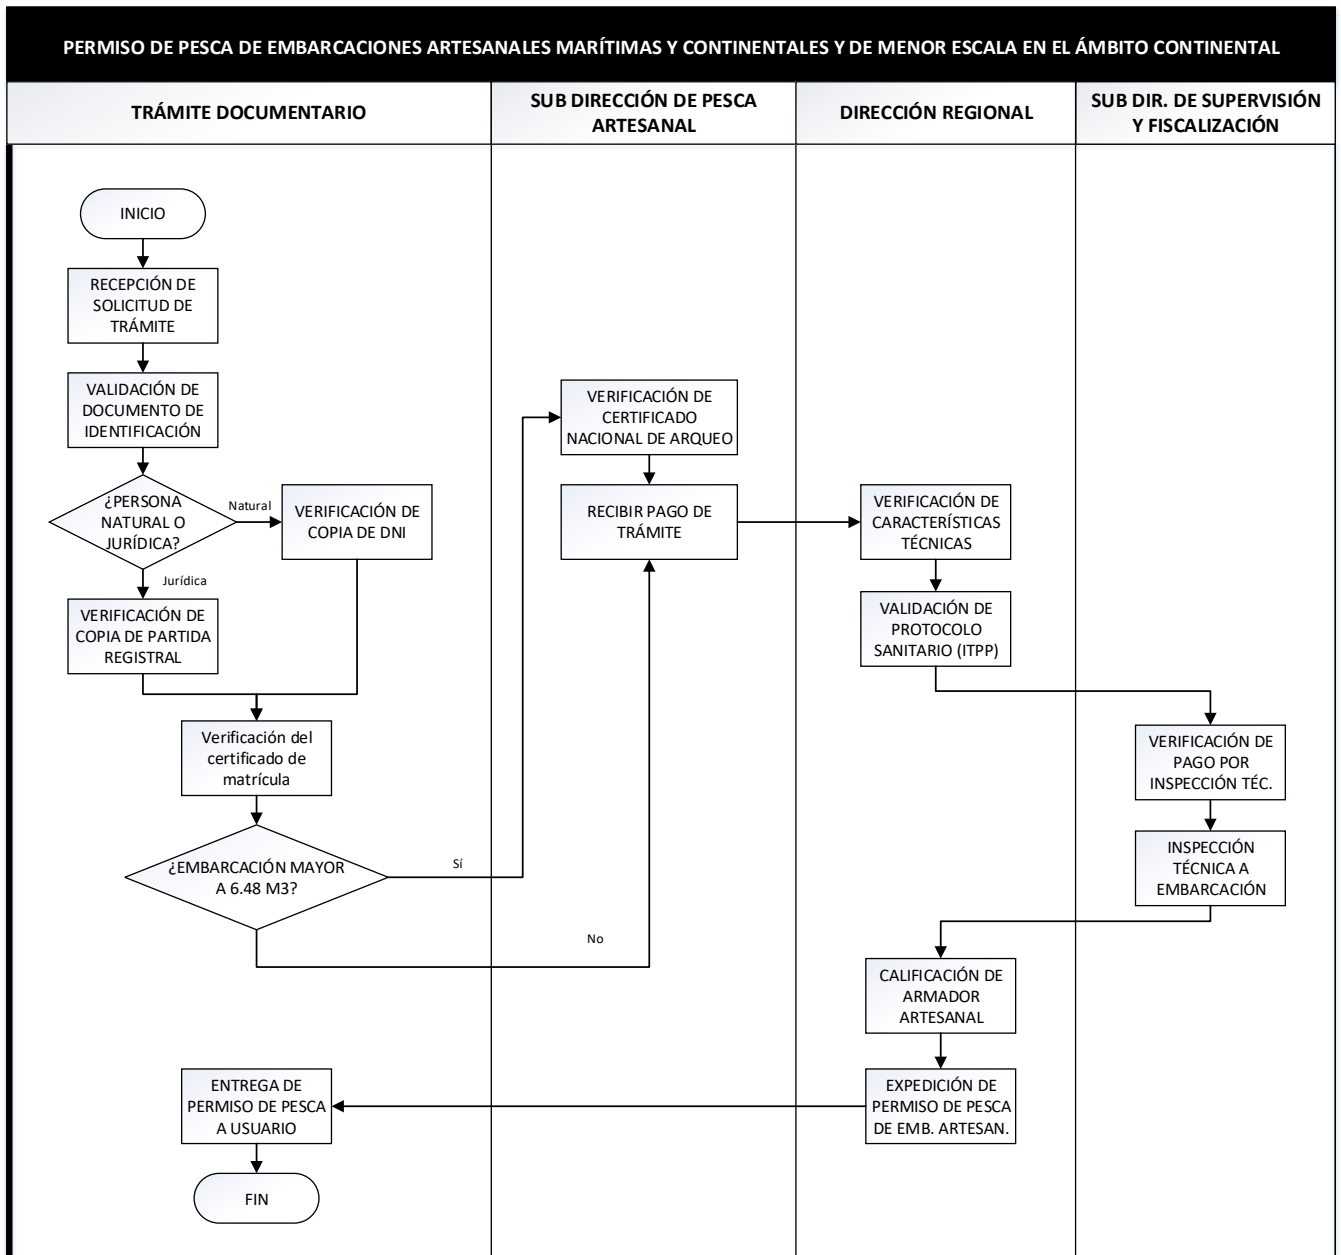 PERMISO DE PESCA DE EMBARCACIONES ARTESANALES MARÍTIMAS Y CONTINENTALES Y DE MENOR ESCALA EN EL ÁMBITO CONTINENTAL
TRÁMITE DOCUMENTARIO
SUB DIRECCIÓN DE PESCA
ARTESANAL
DIRECCIÓN REGIONAL
SUB DIR. DE SUPERVISIÓN
Y FISCALIZACIÓN
INICIO
RECEPCIÓN DE
SOLICITUD DE
TRÁMITE
VALIDACIÓN DE
DOCUMENTO DE
IDENTIFICACIÓN
¿PERSONA
NATURAL O
JURÍDICA?
Natural
VERIFICACIÓN DE
COPIA DE DNI
Jurídica
VERIFICACIÓN DE
COPIA DE PARTIDA
REGISTRAL
Verificación del
certificado de
matrícula
¿EMBARCACIÓN MAYOR
A 6.48 M3?
Sí
No
VERIFICACIÓN DE
CERTIFICADO
NACIONAL DE ARQUEO
RECIBIR PAGO DE
TRÁMITE
VERIFICACIÓN DE
CARACTERÍSTICAS
TÉCNICAS
VALIDACIÓN DE
PROTOCOLO
SANITARIO (ITPP)
VERIFICACIÓN DE
PAGO POR
INSPECCIÓN TÉC.
INSPECCIÓN
TÉCNICA A
EMBARCACIÓN
CALIFICACIÓN DE
ARMADOR
ARTESANAL
EXPEDICIÓN DE
PERMISO DE PESCA
DE EMB. ARTESAN.
ENTREGA DE
PERMISO DE PESCA
A USUARIO
FIN